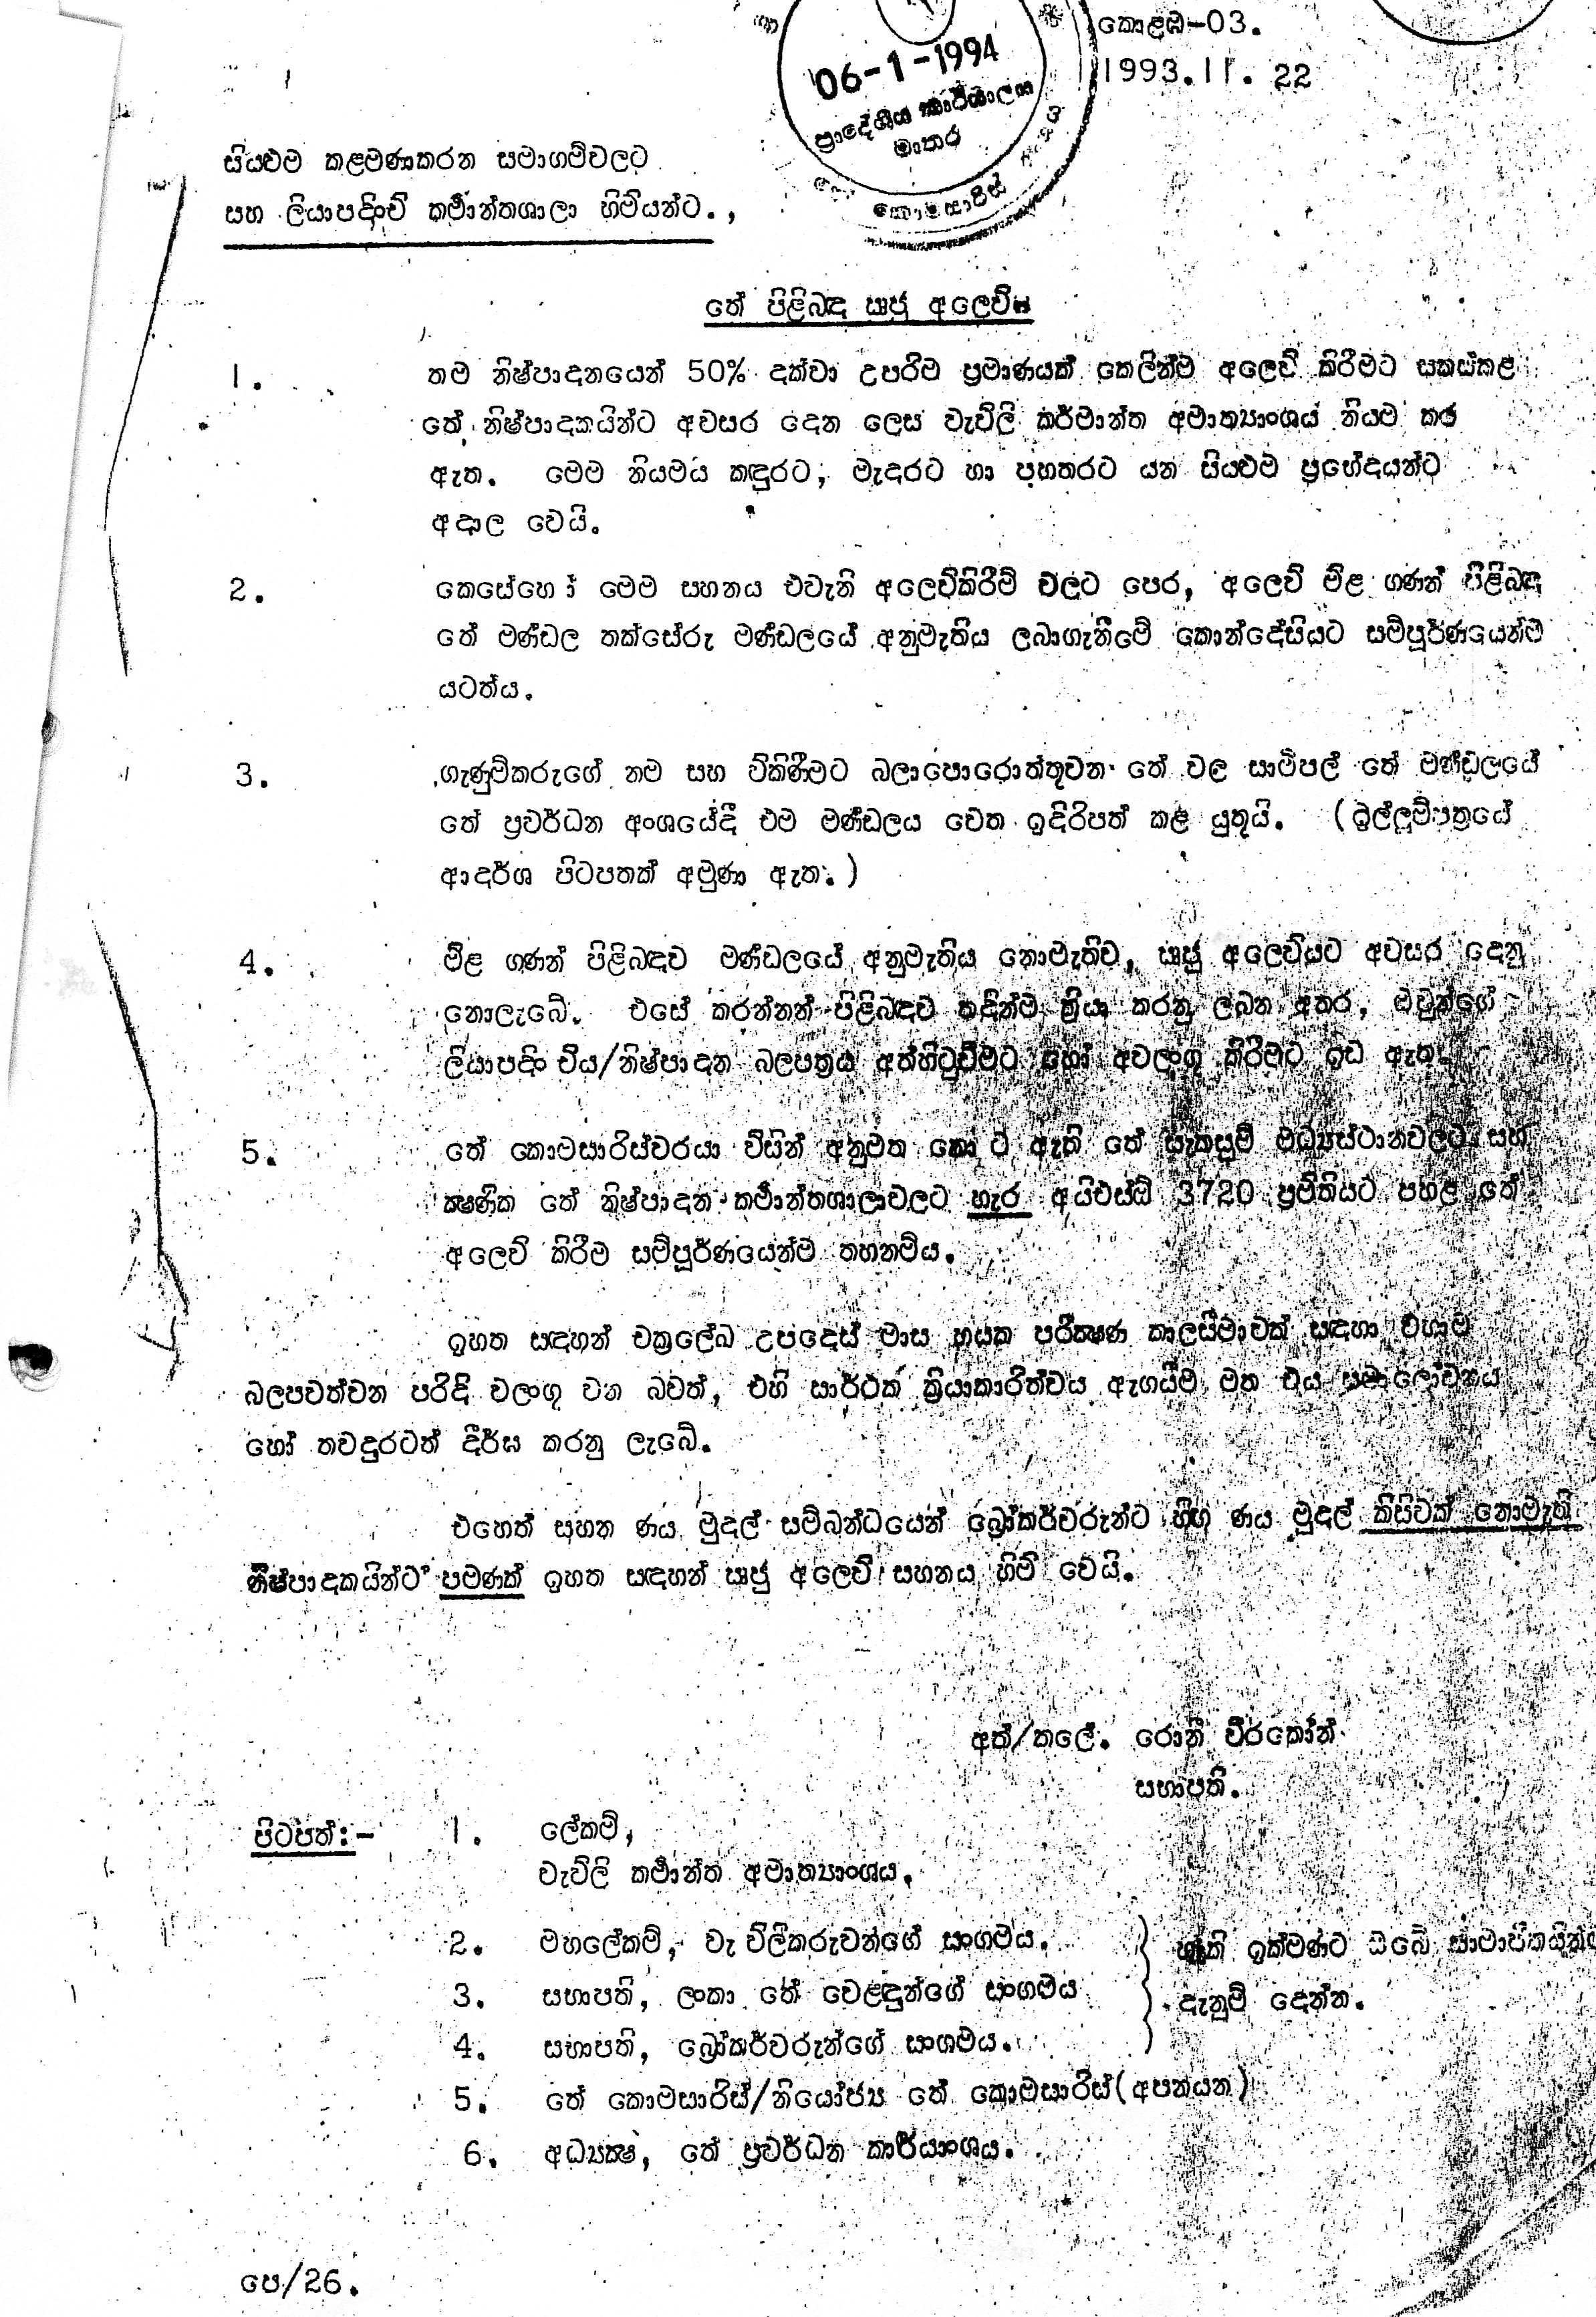 කොළඹ-03.
1993.11. 22
06-1-1994
ප්‍රාදේශීය කාර්යාලය
මාතර
කොමසාරිස්
සියළුම කළමණාකරන සමාගම්වලට
සහ ලියාපදිංචි කර්මාන්තශාලා හිමියන්ට.,
තේ පිළිබඳ ඍජු අලෙවිය
1. තම නිෂ්පාදනයෙන් 50% දක්වා උපරිම ප්‍රමාණයක් කෙලින්ම අලෙවි කිරීමට සකස්කළ
තේ නිෂ්පාදකයින්ට අවසර දෙන ලෙස වැවිලි කර්මාන්ත අමාත්‍යාංශය නියම කර
ඇත. මෙම නියමය කඳුරට, මැදරට හා පහතරට යන සියළුම ප්‍රභේදයන්ට
අදාල වෙයි.
2. කෙසේහෝ මෙම සහනය එවැනි අලෙවිකිරීම් වලට පෙර, අලෙවි මිළ ගණන් පිළිබඳ
තේ මණ්ඩල තක්සේරු මණ්ඩලයේ අනුමැතිය ලබාගැනීමේ කොන්දේසියට සම්පූර්ණයෙන්ම
යටත්ය.
3. ගැණුම්කරුගේ නම සහ විකිණීමට බලාපොරොත්තුවන තේ වල සාම්පල් තේ මණ්ඩලයේ
තේ ප්‍රවර්ධන අංශයේදී එම මණ්ඩලය වෙත ඉදිරිපත් කළ යුතුයි. (ඉල්ලුම්පත්‍රයේ
ආදර්ශ පිටපතක් අමුණා ඇත.)
4. මිළ ගණන් පිළිබඳව මණ්ඩලයේ අනුමැතිය නොමැතිව, ඍජු අලෙවියට අවසර දෙනු
නොලැබේ. එසේ කරන්නන් පිළිබඳව තදින්ම ක්‍රියා කරනු ලබන අතර, ඔවුන්ගේ
ලියාපදිංචිය/නිෂ්පාදන බලපත්‍රය අත්හිටුවීමට හෝ අවලංගු කිරීමට ඉඩ ඇත.
5. තේ කොමසාරිස්වරයා විසින් අනුමත කොට ඇති තේ සැකසුම් මධ්‍යස්ථානවලට සහ
ක්ෂණික තේ නිෂ්පාදන කර්මාන්තශාලාවලට හැර අයිඑස්ඕ 3720 ප්‍රමිතියට පහළ තේ
අලෙවි කිරීම සම්පූර්ණයෙන්ම තහනම්ය.
ඉහත සඳහන් චක්‍රලේඛ උපදෙස් මාස හයක පරීක්ෂණ කාලසීමාවක් සඳහා වහාම
බලපවත්වන පරිදි වලංගු වන බවත්, එහි සාර්ථක ක්‍රියාකාරිත්වය ඇගයීම මත එය සමාලෝචනය
හෝ තවදුරටත් දීර්ඝ කරනු ලැබේ.
එහෙත් සහන ණය මුදල් සම්බන්ධයෙන් බ්‍රෝකර්වරුන්ට හිඟ ණය මුදල් කිසිවක් නොමැති
නිෂ්පාදකයින්ට පමණක් ඉහත සඳහන් ඍජු අලෙවි සහනය හිමි වෙයි.
අත්/කලේ. රොනී වීරකෝන්
සභාපති.
පිටපත්:- 1. ලේකම්,
වැවිලි කර්මාන්ත අමාත්‍යාංශය.
2. මහලේකම්, වැවිලිකරුවන්ගේ සංගමය.
3. සභාපති, ලංකා තේ වෙළඳුන්ගේ සංගමය
4. සභාපති, බ්‍රෝකර්වරුන්ගේ සංගමය.
ඉක්මණට ඔබේ සාමාජිකයින්ට
දැනුම් දෙන්න.
5. තේ කොමසාරිස්/නියෝජ්‍ය තේ කොමසාරිස්(අපනයන)
6. අධ්‍යක්ෂ, තේ ප්‍රවර්ධන කාර්යාංශය.
පෙ/26.